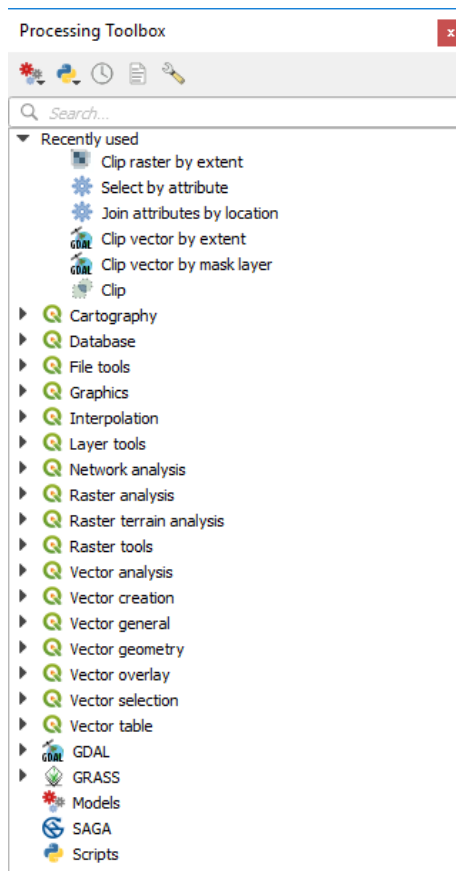 Processing Toolbox
x
Search...
Recently used
Clip raster by extent
Select by attribute
Join attributes by location
GDAL Clip vector by extent
GDAL Clip vector by mask layer
Clip
Cartography
Database
File tools
Graphics
Interpolation
Layer tools
Network analysis
Raster analysis
Raster terrain analysis
Raster tools
Vector analysis
Vector creation
Vector general
Vector geometry
Vector overlay
Vector selection
Vector table
GDAL GDAL
GRASS
Models
SAGA
Scripts